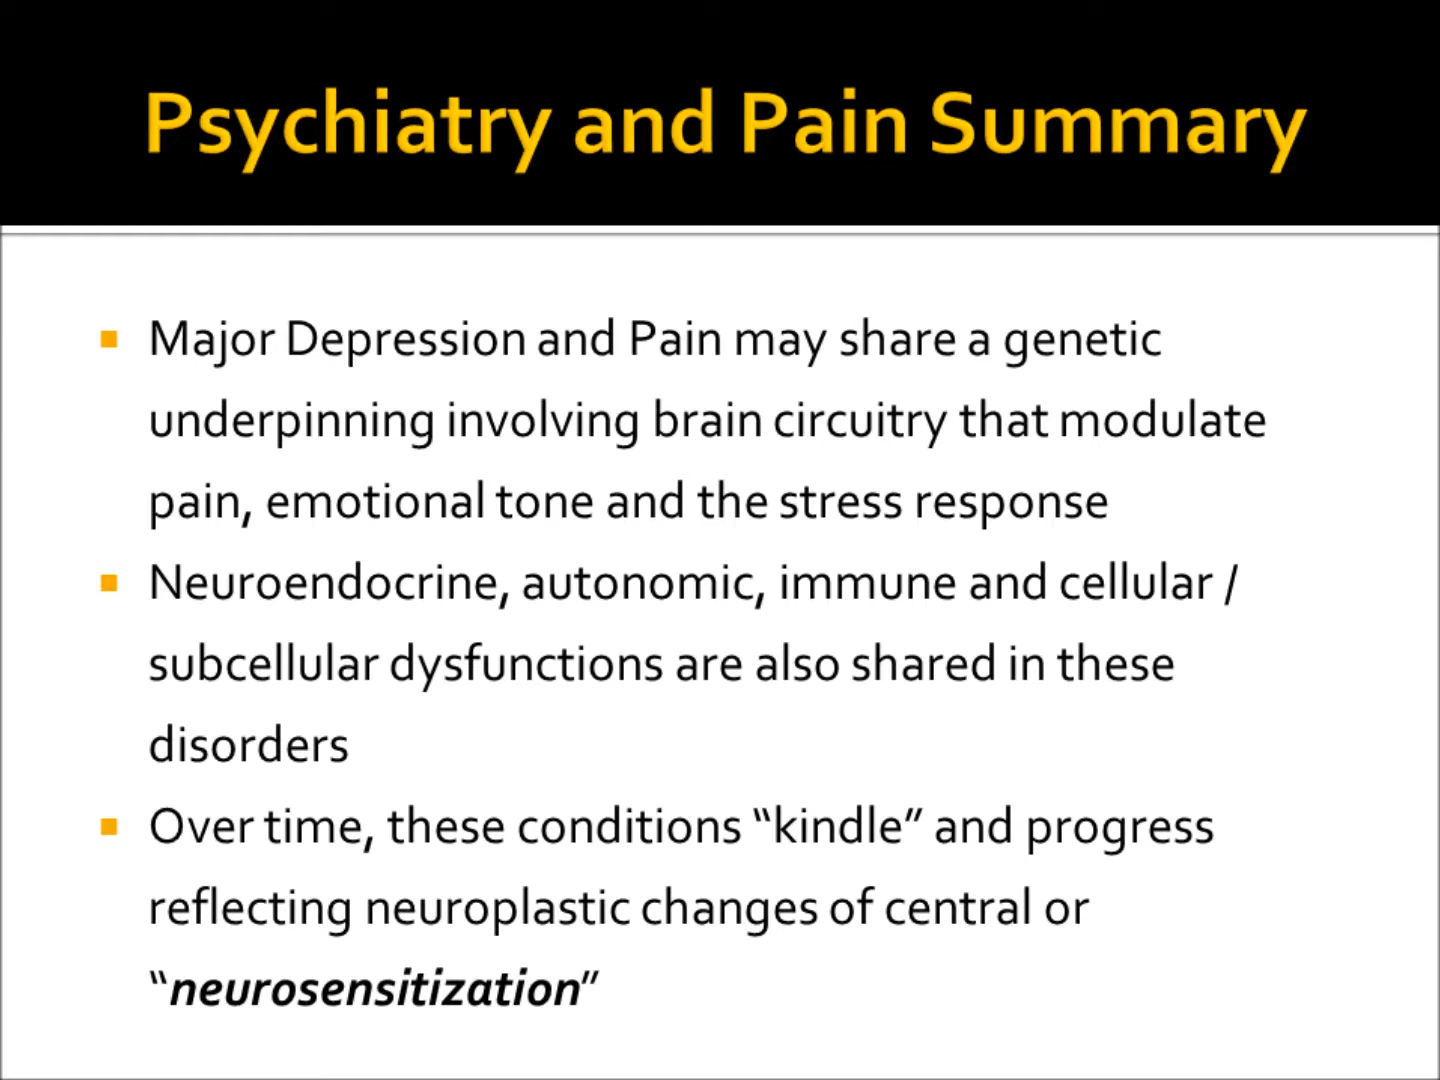 Psychiatry and Pain Summary
Major Depression and Pain may share a genetic
underpinning involving brain circuitry that modulate
pain, emotional tone and the stress response
Neuroendocrine, autonomic, immune and cellular /
subcellular dysfunctions are also shared in these
disorders
Over time, these conditions “kindle” and progress
reflecting neuroplastic changes of central or
“neurosensitization”